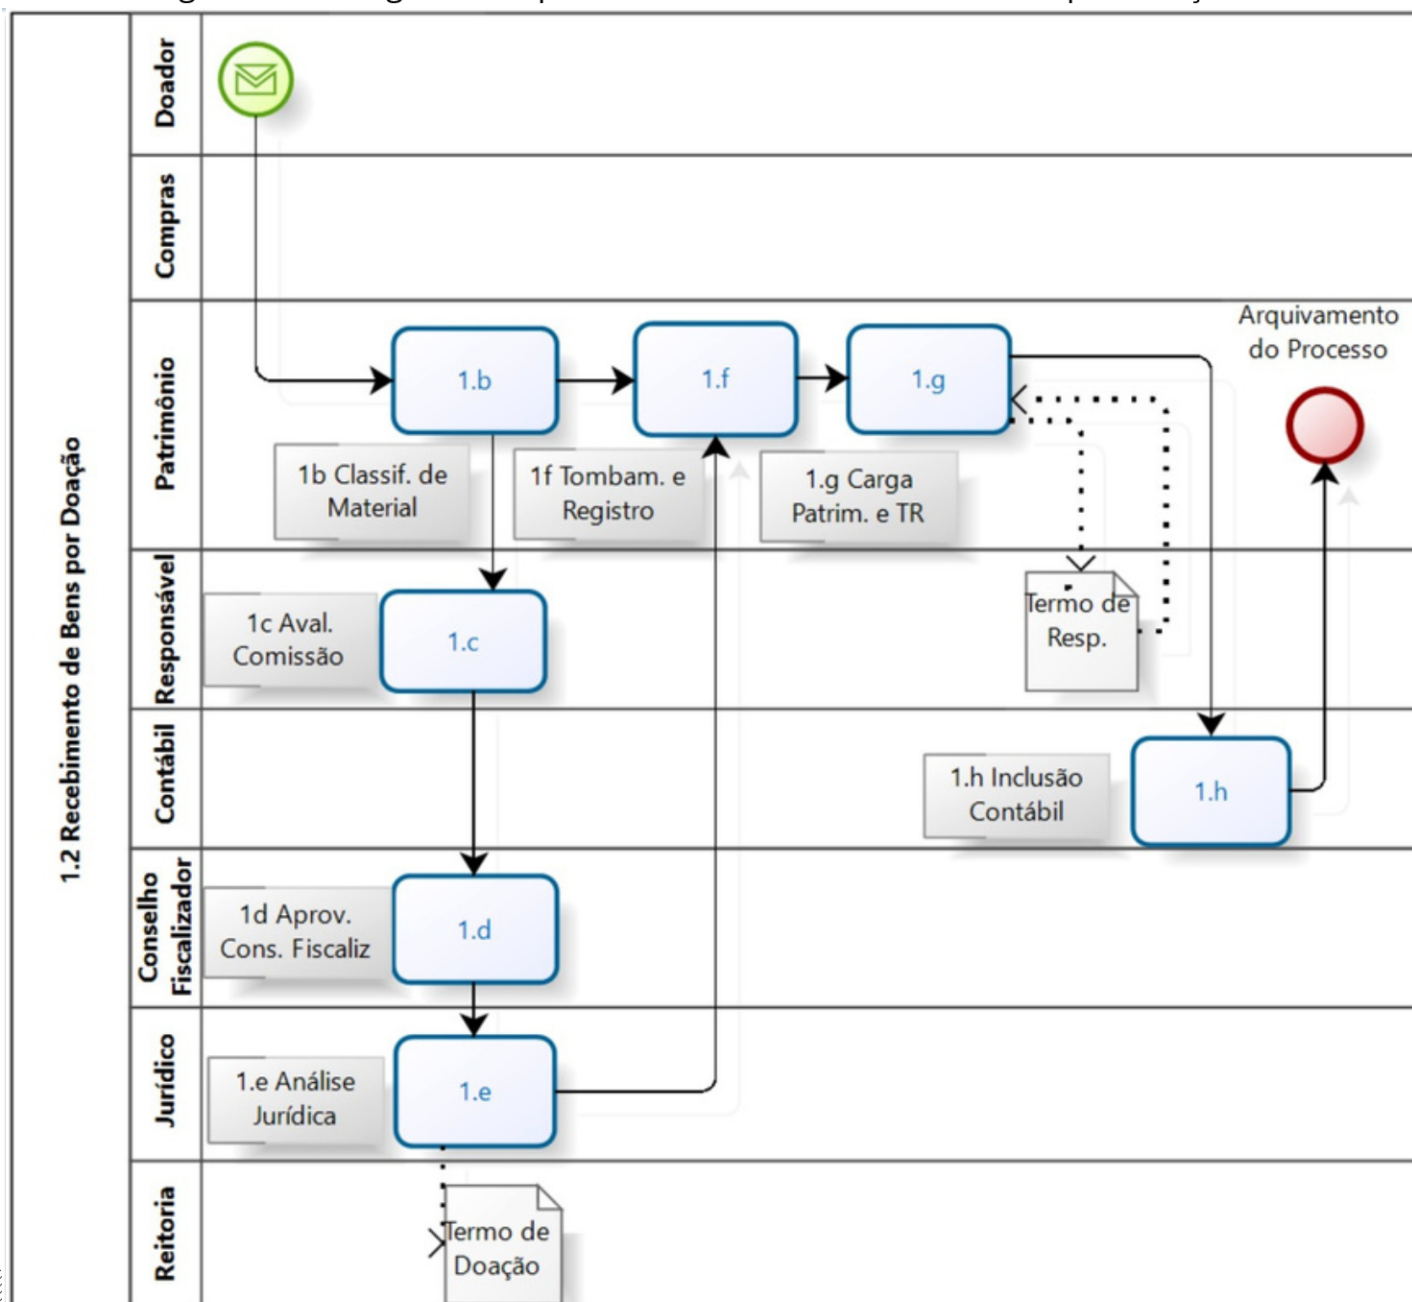 1.2 Recebimento de Bens por Doação
Doador
Compras
Patrimônio
Arquivamento
do Processo
1.b
1.f
1.g
1b Classif. de
Material
1f Tombam. e
Registro
1.g Carga
Patrim. e TR
Responsável
1c Aval.
Comissão
1.c
Termo de
Resp.
Contábil
1.h Inclusão
Contábil
1.h
Conselho
Fiscalizador
1d Aprov.
Cons. Fiscaliz
1.d
Jurídico
1.e Análise
Jurídica
1.e
Reitoria
Termo de
Doação